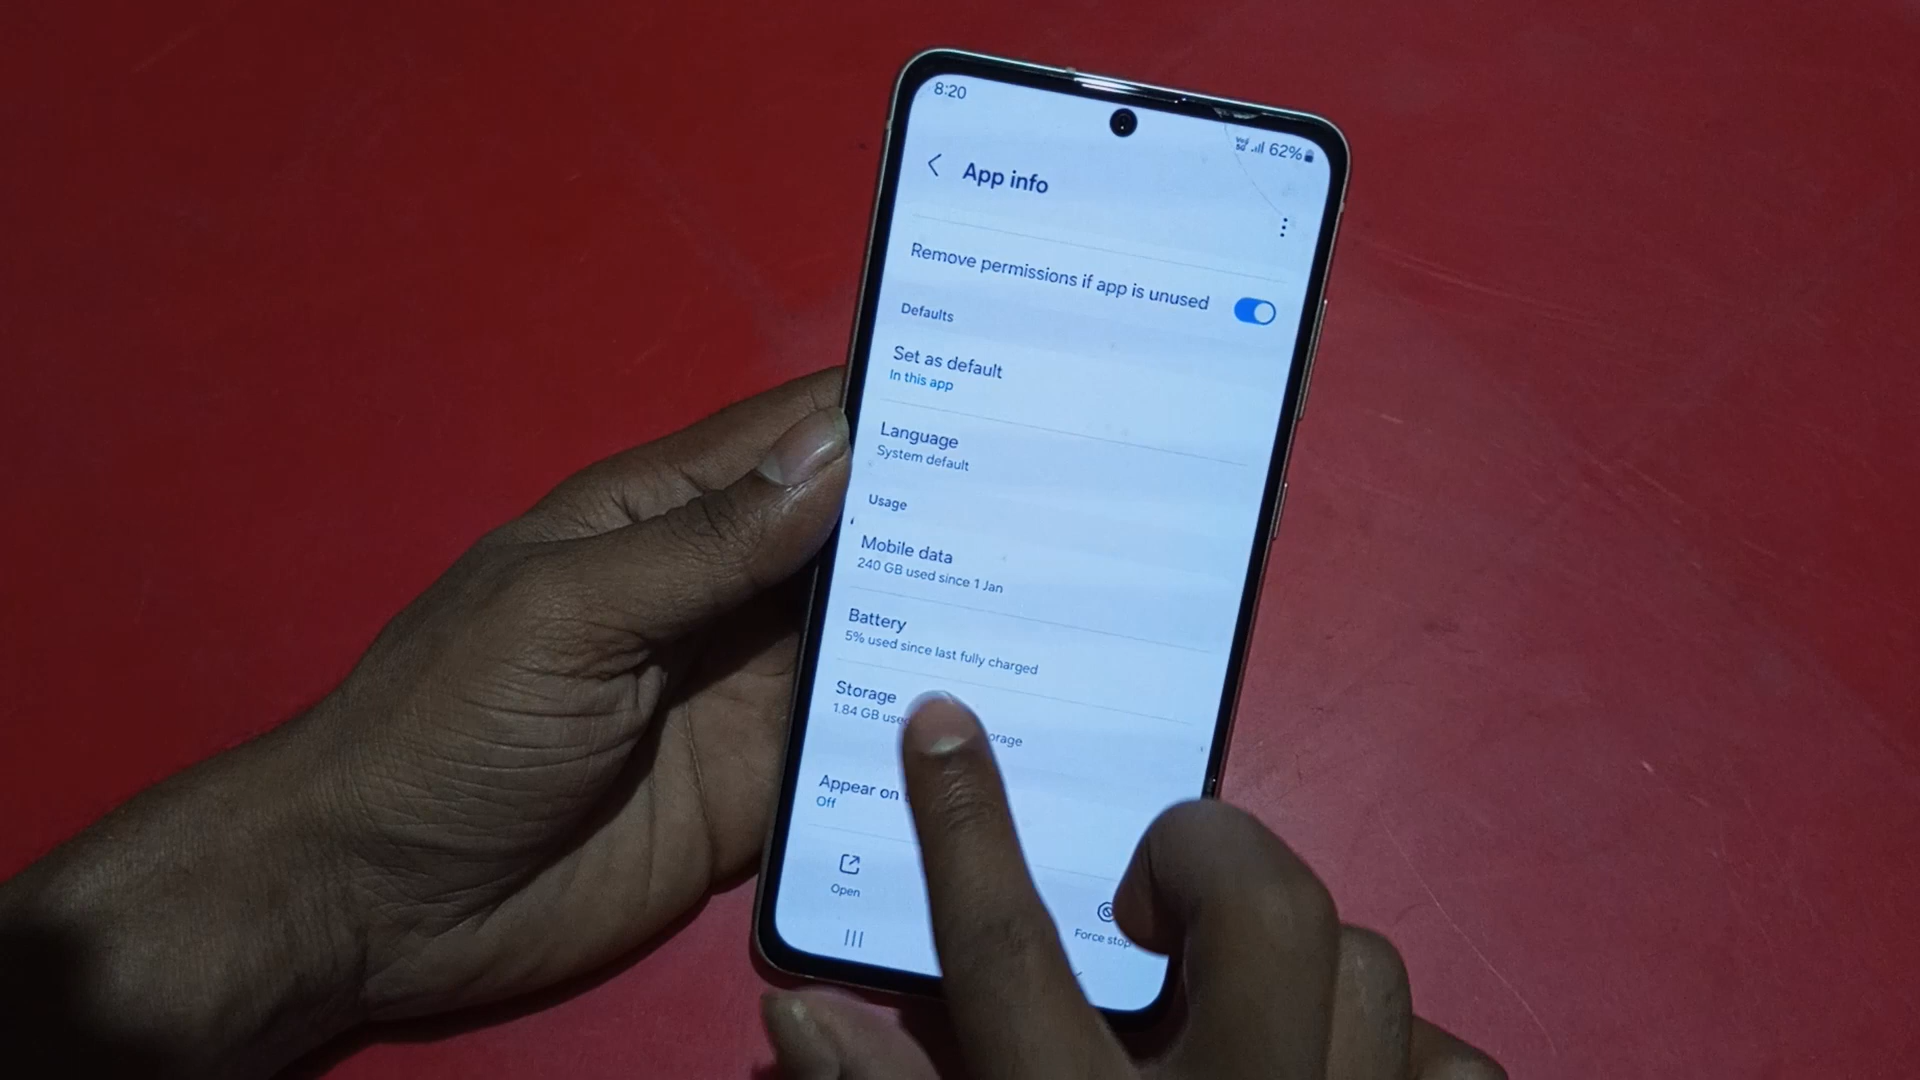 8:20
62%
App info
Remove permissions if app is unused
Defaults
Set as default
In this app
Language
System default
Usage
Mobile data
240 GB used since 1 Jan
Battery
5% used since last fully charged
Storage
1.84 GB used
Appear on
Off
Open
Force stop